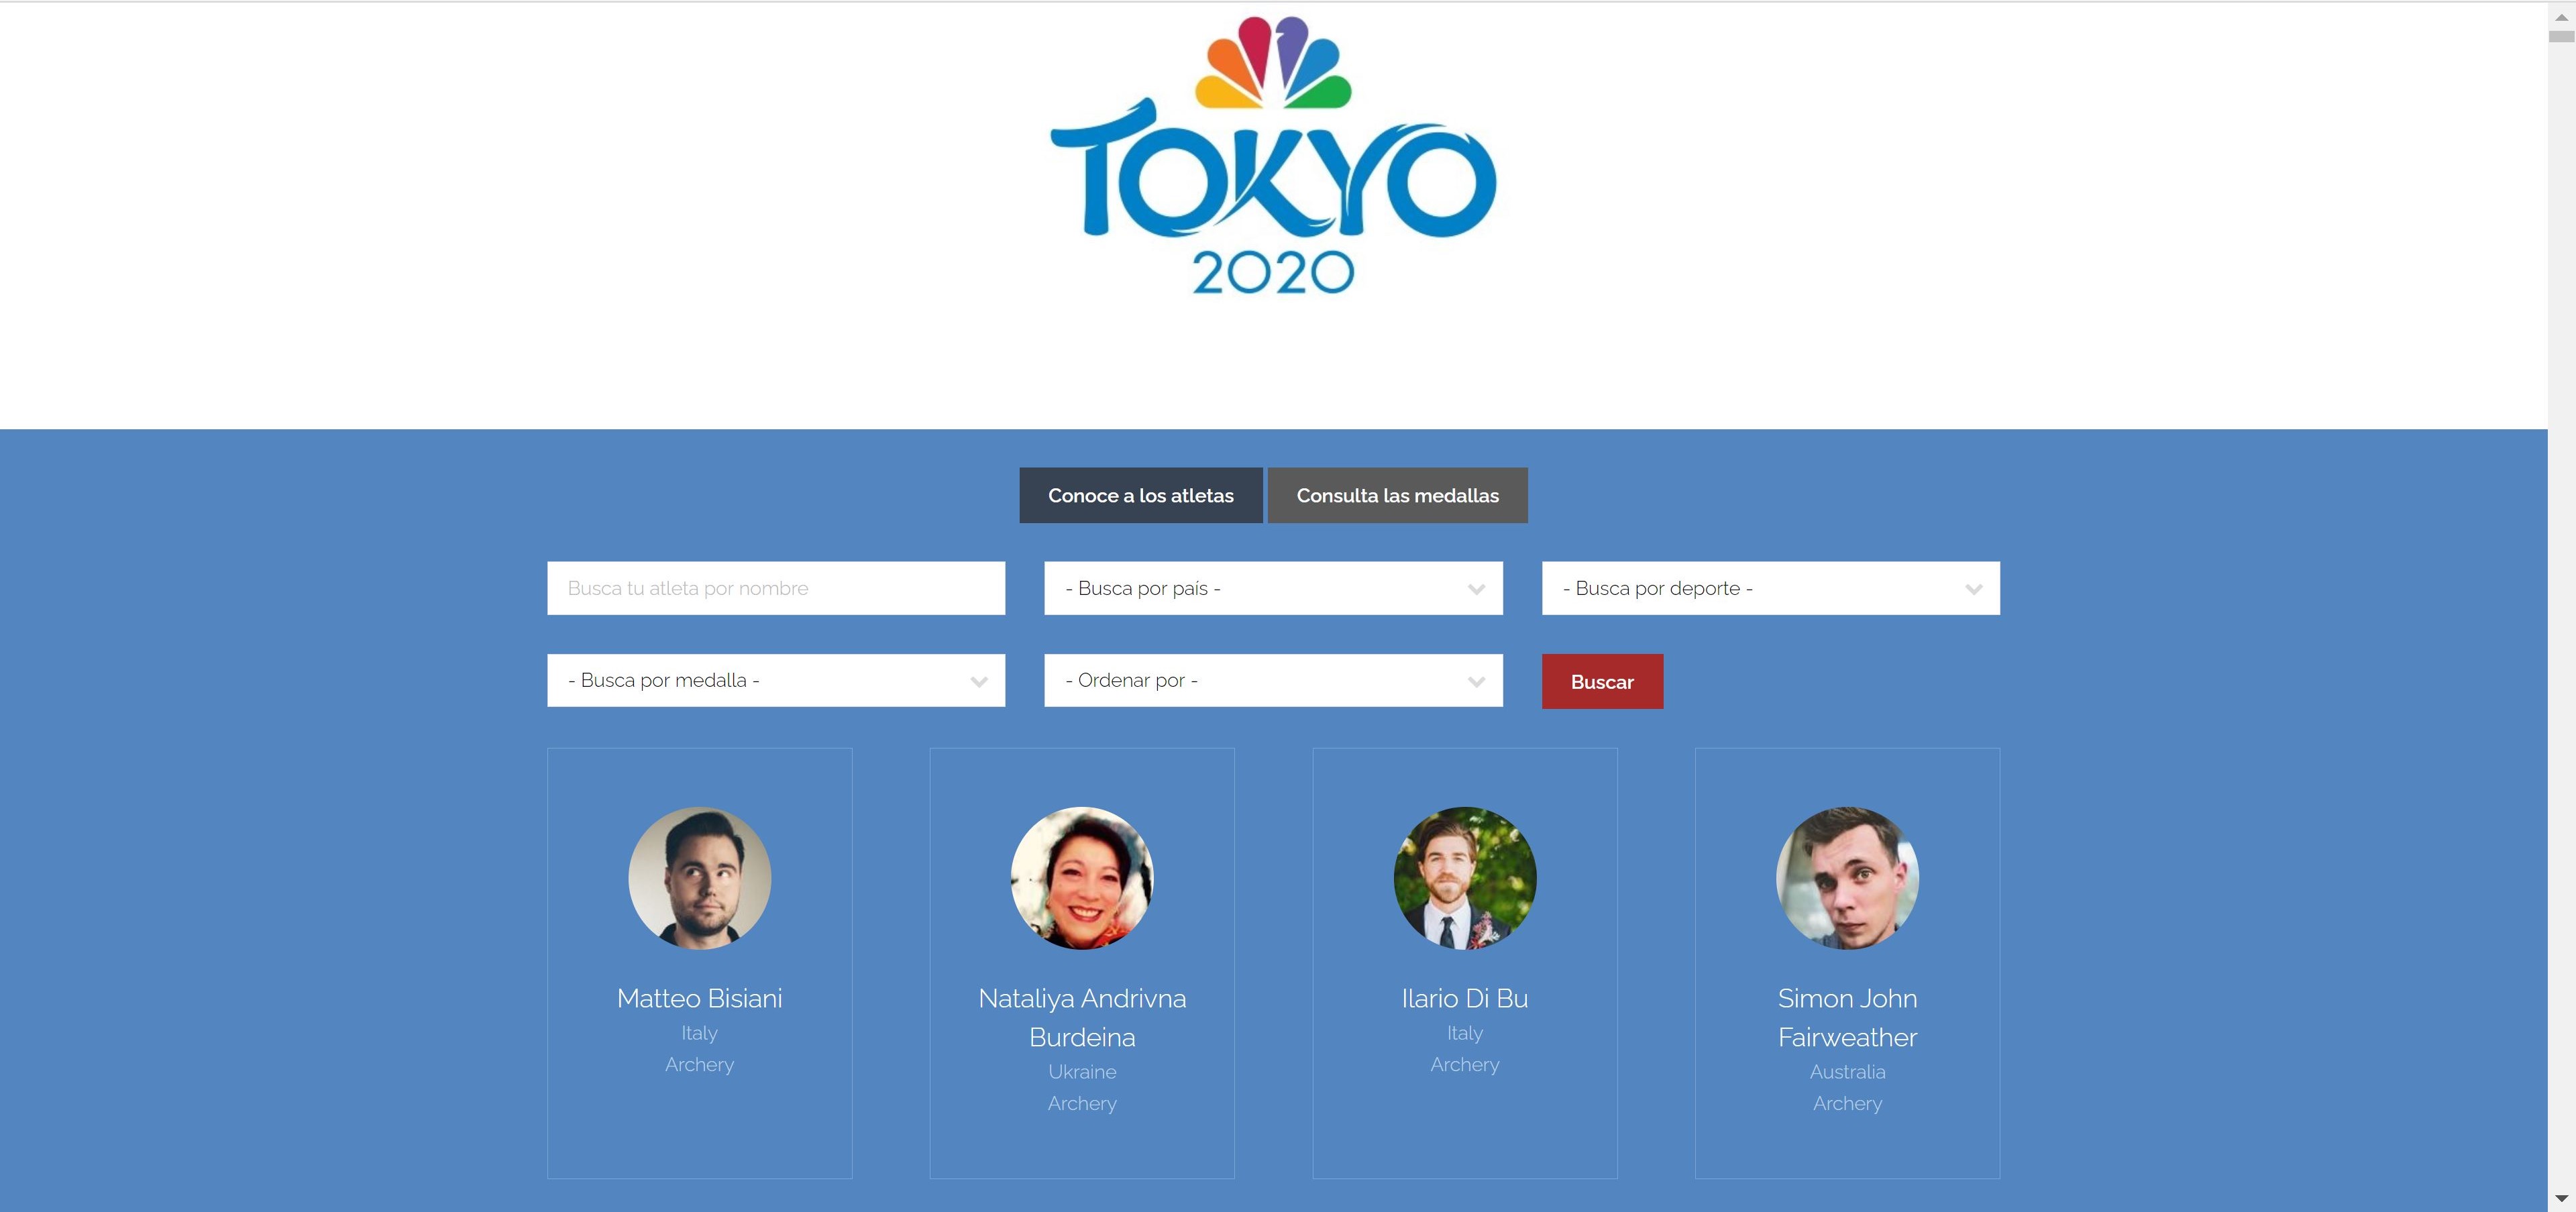 TOKYO
2020
Conoce a los atletas
Consulta las medallas
Busca tu atleta por nombre
- Busca por país -
- Busca por deporte -
- Busca por medalla -
- Ordenar por -
Buscar
Matteo Bisiani
Italy
Archery
Nataliya Andrivna
Burdeina
Ukraine
Archery
Ilario Di Bu
Italy
Archery
Simon John
Fairweather
Australia
Archery